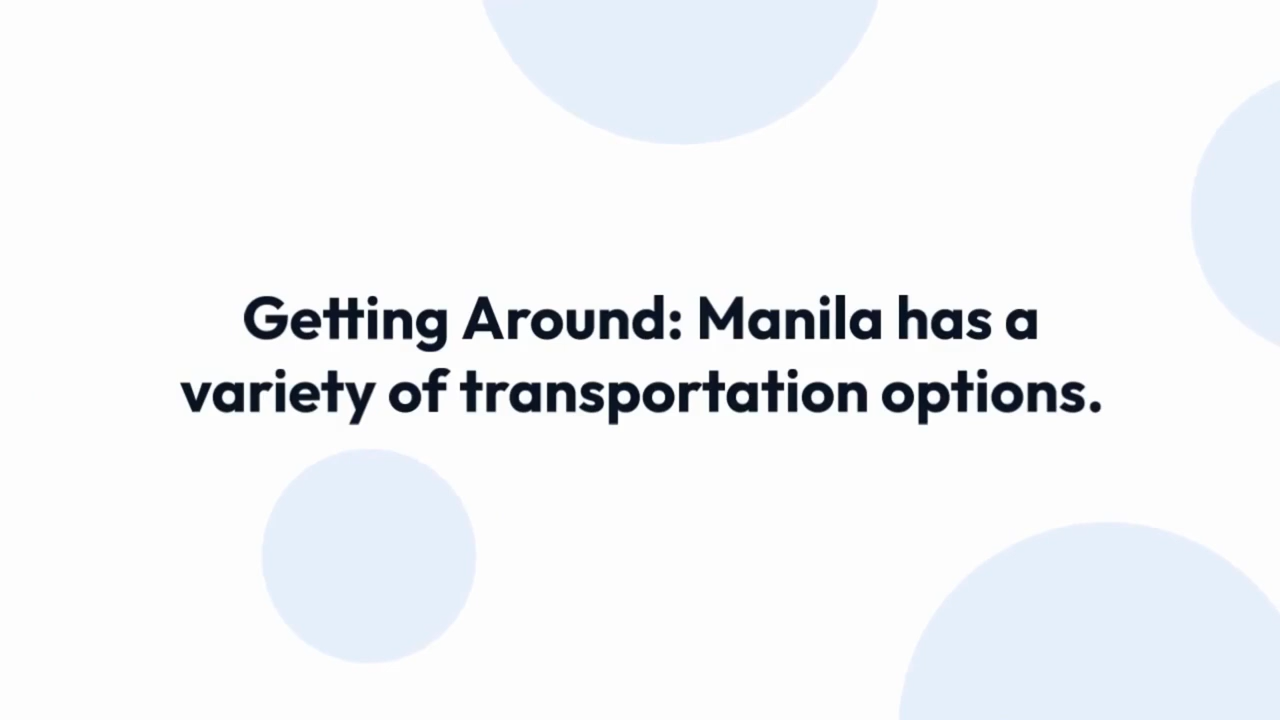 Getting Around: Manila has a
variety of transportation options.